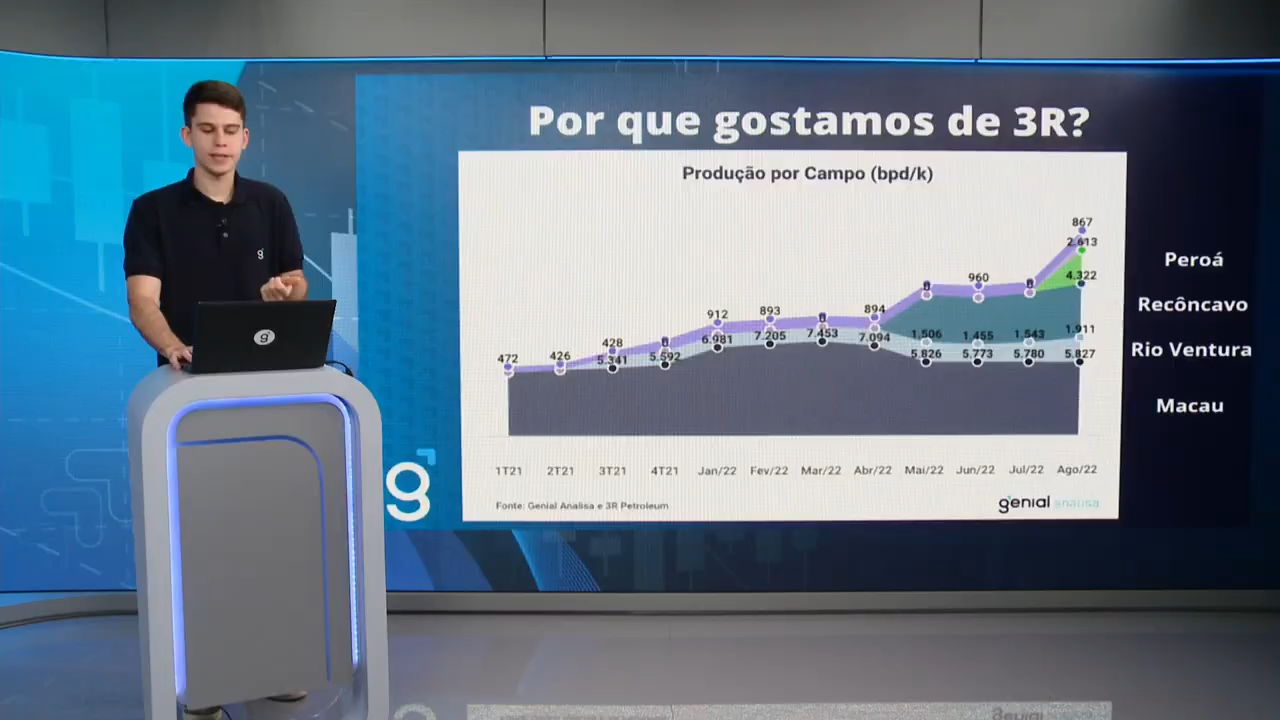 Por que gostamos de 3R?
Produção por Campo (bpd/k)
867
2.613
4.322
960
912 893 0 894 0 0
428 0
472 426
6.981 7.205 7.453 7.094 1.506 1.455 1.543 1.911
5.341 5.592 5.826 5.773 5.780 5.827
Peroá
Recôncavo
Rio Ventura
Macau
1T21 2T21 3T21 4T21 Jan/22 Fev/22 Mar/22 Abr/22 Mai/22 Jun/22 Jul/22 Ago/22
Fonte: Genial Analisa e 3R Petroleum
genial analisa
g
g
g